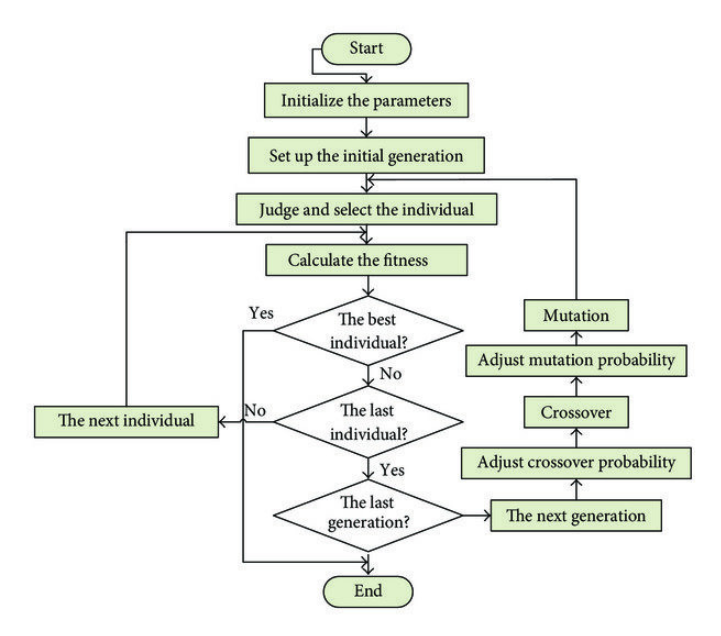 Start
Initialize the parameters
Set up the initial generation
Judge and select the individual
Calculate the fitness
Yes
The best
individual?
No
The next individual
No
The last
individual?
Yes
The last
generation?
The next generation
Adjust crossover probability
Crossover
Adjust mutation probability
Mutation
End